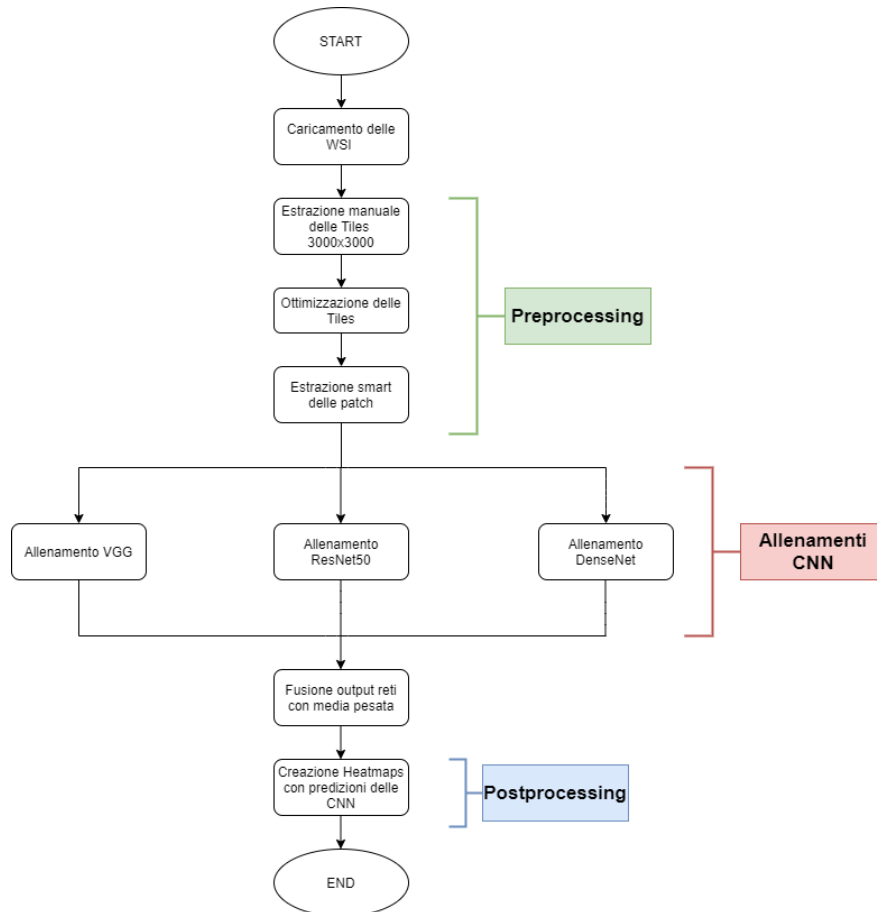 START
Caricamento delle
WSI
Estrazione manuale
delle Tiles
3000x3000
Ottimizzazione delle
Tiles
Preprocessing
Estrazione smart
delle patch
Allenamento VGG
Allenamento
ResNet50
Allenamento
DenseNet
Allenamenti
CNN
Fusione output reti
con media pesata
Creazione Heatmaps
con predizioni delle
CNN
Postprocessing
END